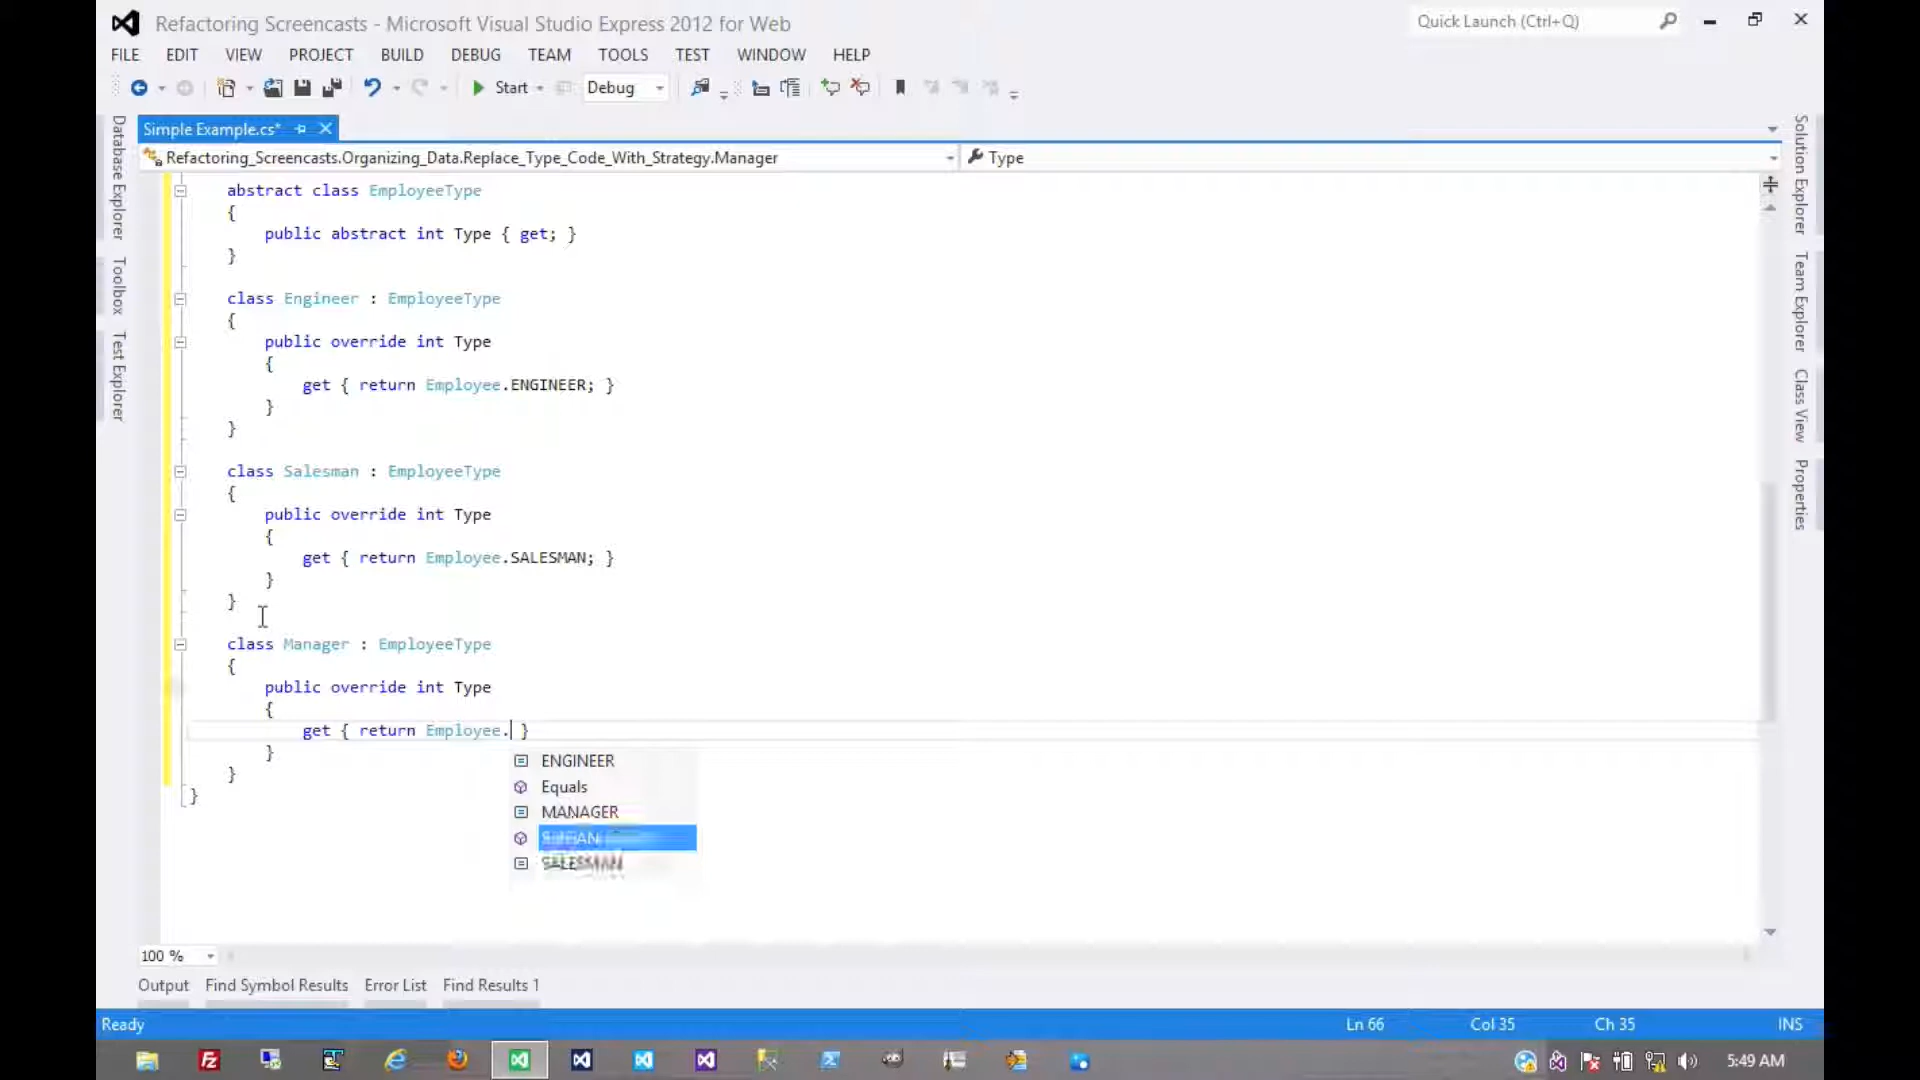 Refactoring Screencasts - Microsoft Visual Studio Express 2012 for Web
Quick Launch (Ctrl+Q)
FILE EDIT VIEW PROJECT BUILD DEBUG TEAM TOOLS TEST WINDOW HELP
Start Debug
Simple Example.cs*
Refactoring_Screencasts.Organizing_Data.Replace_Type_Code_With_Strategy.Manager
Type
Database Explorer
Toolbox
Test Explorer
abstract class EmployeeType
{
public abstract int Type { get; }
}
class Engineer : EmployeeType
{
public override int Type
{
get { return Employee.ENGINEER; }
}
}
class Salesman : EmployeeType
{
public override int Type
{
get { return Employee.SALESMAN; }
}
}
class Manager : EmployeeType
{
public override int Type
{
get { return Employee. }
}
}
}
ENGINEER
Equals
MANAGER
SALESMAN
Solution Explorer
Team Explorer
Class View
Properties
100 %
Output Find Symbol Results Error List Find Results 1
Ready
Ln 66 Col 35 Ch 35 INS
5:49 AM